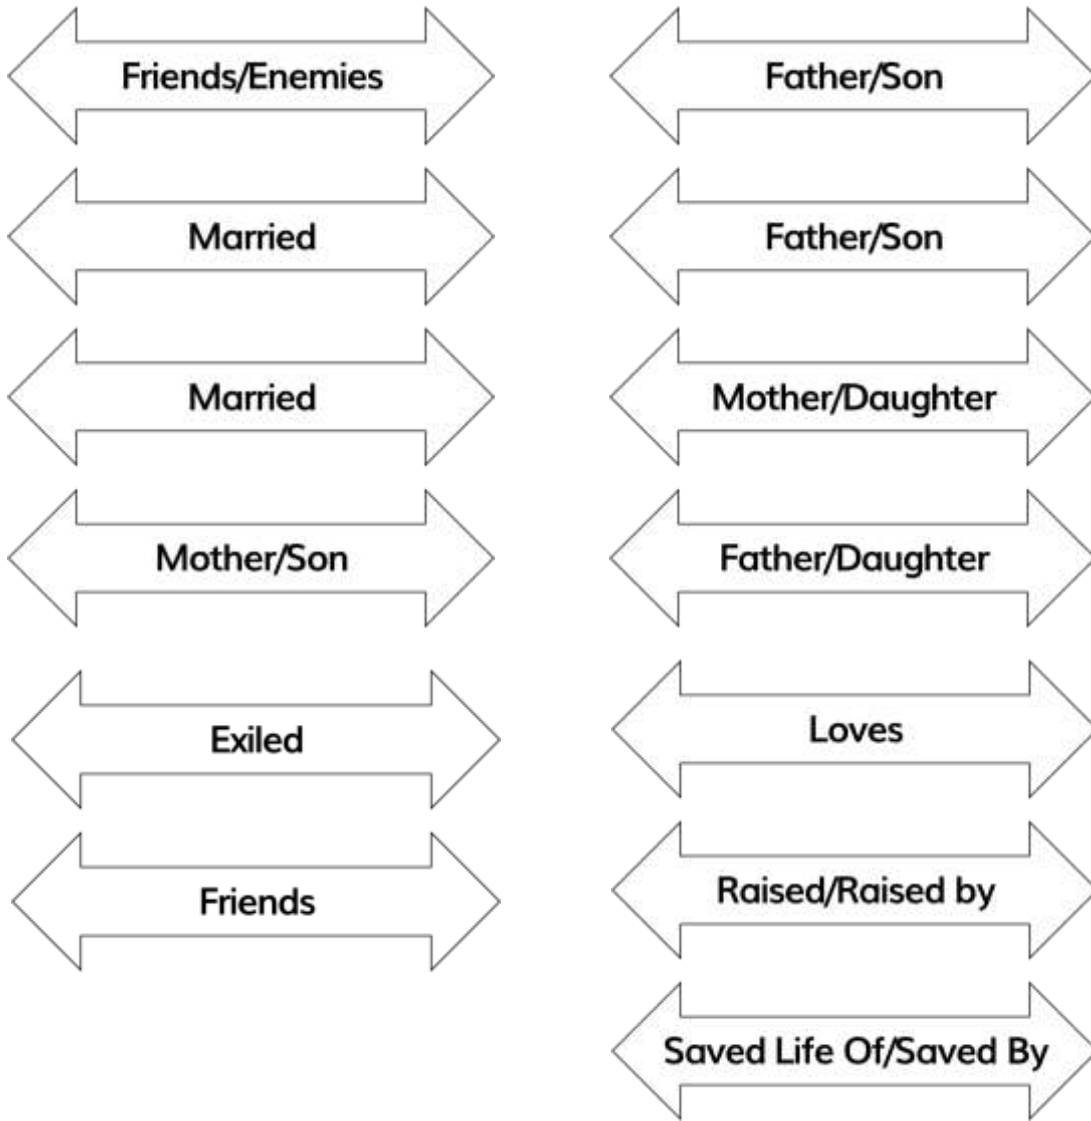 Friends/Enemies
Father/Son
Married
Father/Son
Married
Mother/Daughter
Mother/Son
Father/Daughter
Exiled
Loves
Friends
Raised/Raised by
Saved Life Of/Saved By